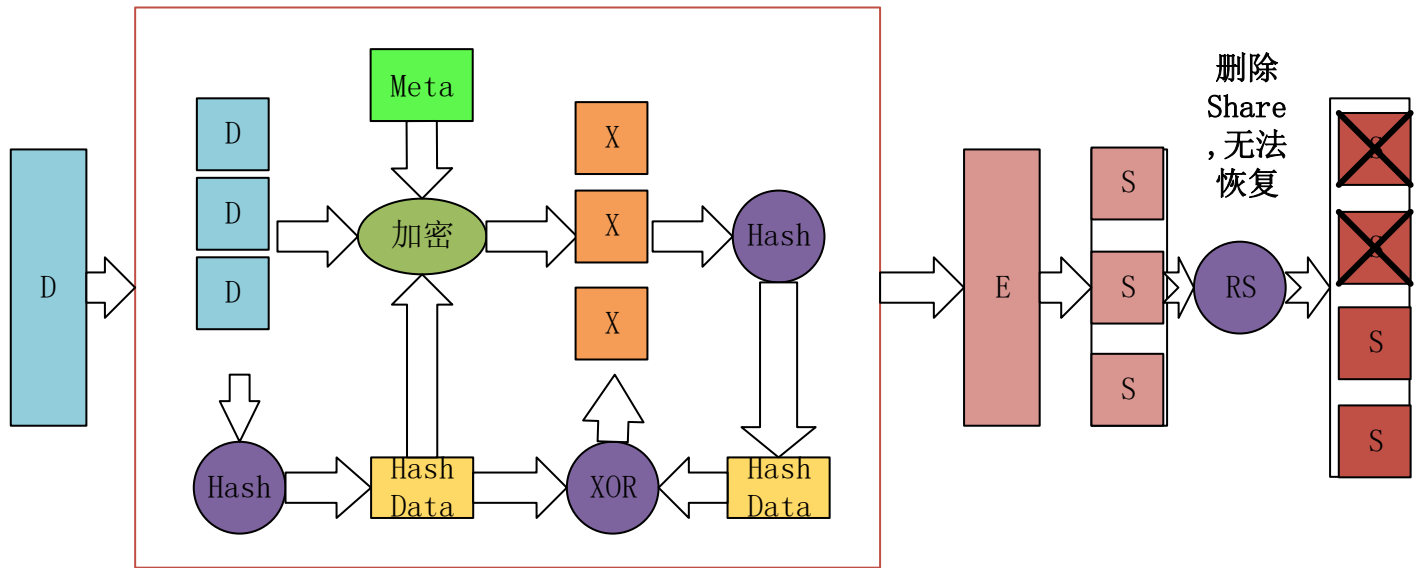 D
D
D
D
Meta
加密
X
X
X
Hash
Hash
Hash
Data
XOR
Hash
Data
E
S
S
S
RS
删除
Share
,无法
恢复
S
S
S
S